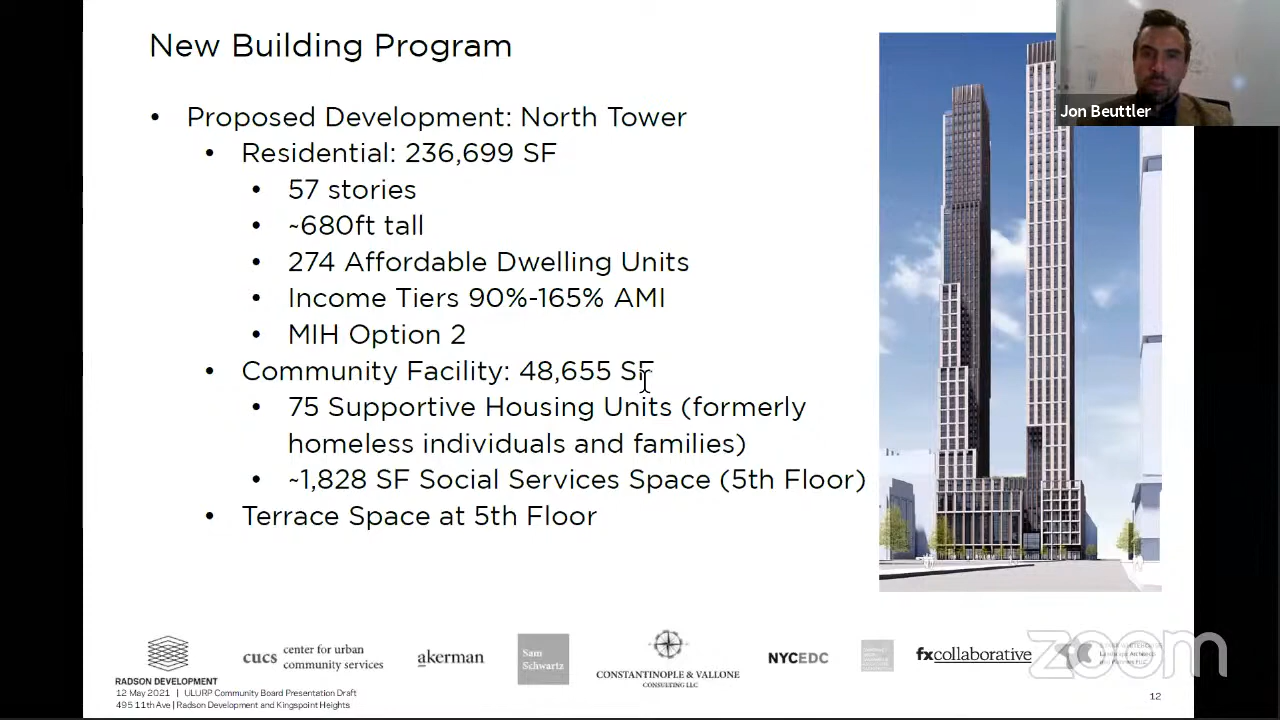 New Building Program
Jon Beuttler
• Proposed Development: North Tower
• Residential: 236,699 SF
• 57 stories
• ~680ft tall
• 274 Affordable Dwelling Units
• Income Tiers 90%-165% AMI
• MIH Option 2
• Community Facility: 48,655 SF
• 75 Supportive Housing Units (formerly
homeless individuals and families)
• ~1,828 SF Social Services Space (5th Floor)
• Terrace Space at 5th Floor
RADSON DEVELOPMENT
cucs center for urban
community services
akerman
Sam
Schwartz
CONSTANTINOPLE & VALLONE
CONSULTING LLC
NYCEDC
fxcollaborative
zoom
12 May 2021 | ULURP Community Board Presentation Draft
495 11th Ave | Radson Development and Kingspoint Heights
12